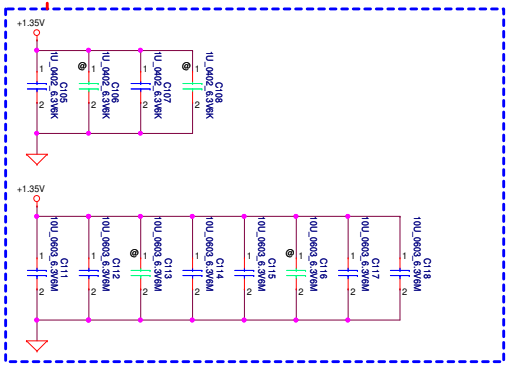 +1.35V
1
2
C105
1U_0402_6.3V6K
@
1
2
C106
1U_0402_6.3V6K
1
2
C107
1U_0402_6.3V6K
@
1
2
C108
1U_0402_6.3V6K
+1.35V
1
2
C111
10U_0603_6.3V6M
1
2
C112
10U_0603_6.3V6M
@
1
2
C113
10U_0603_6.3V6M
1
2
C114
10U_0603_6.3V6M
1
2
C115
10U_0603_6.3V6M
@
1
2
C116
10U_0603_6.3V6M
1
2
C117
10U_0603_6.3V6M
1
2
C118
10U_0603_6.3V6M